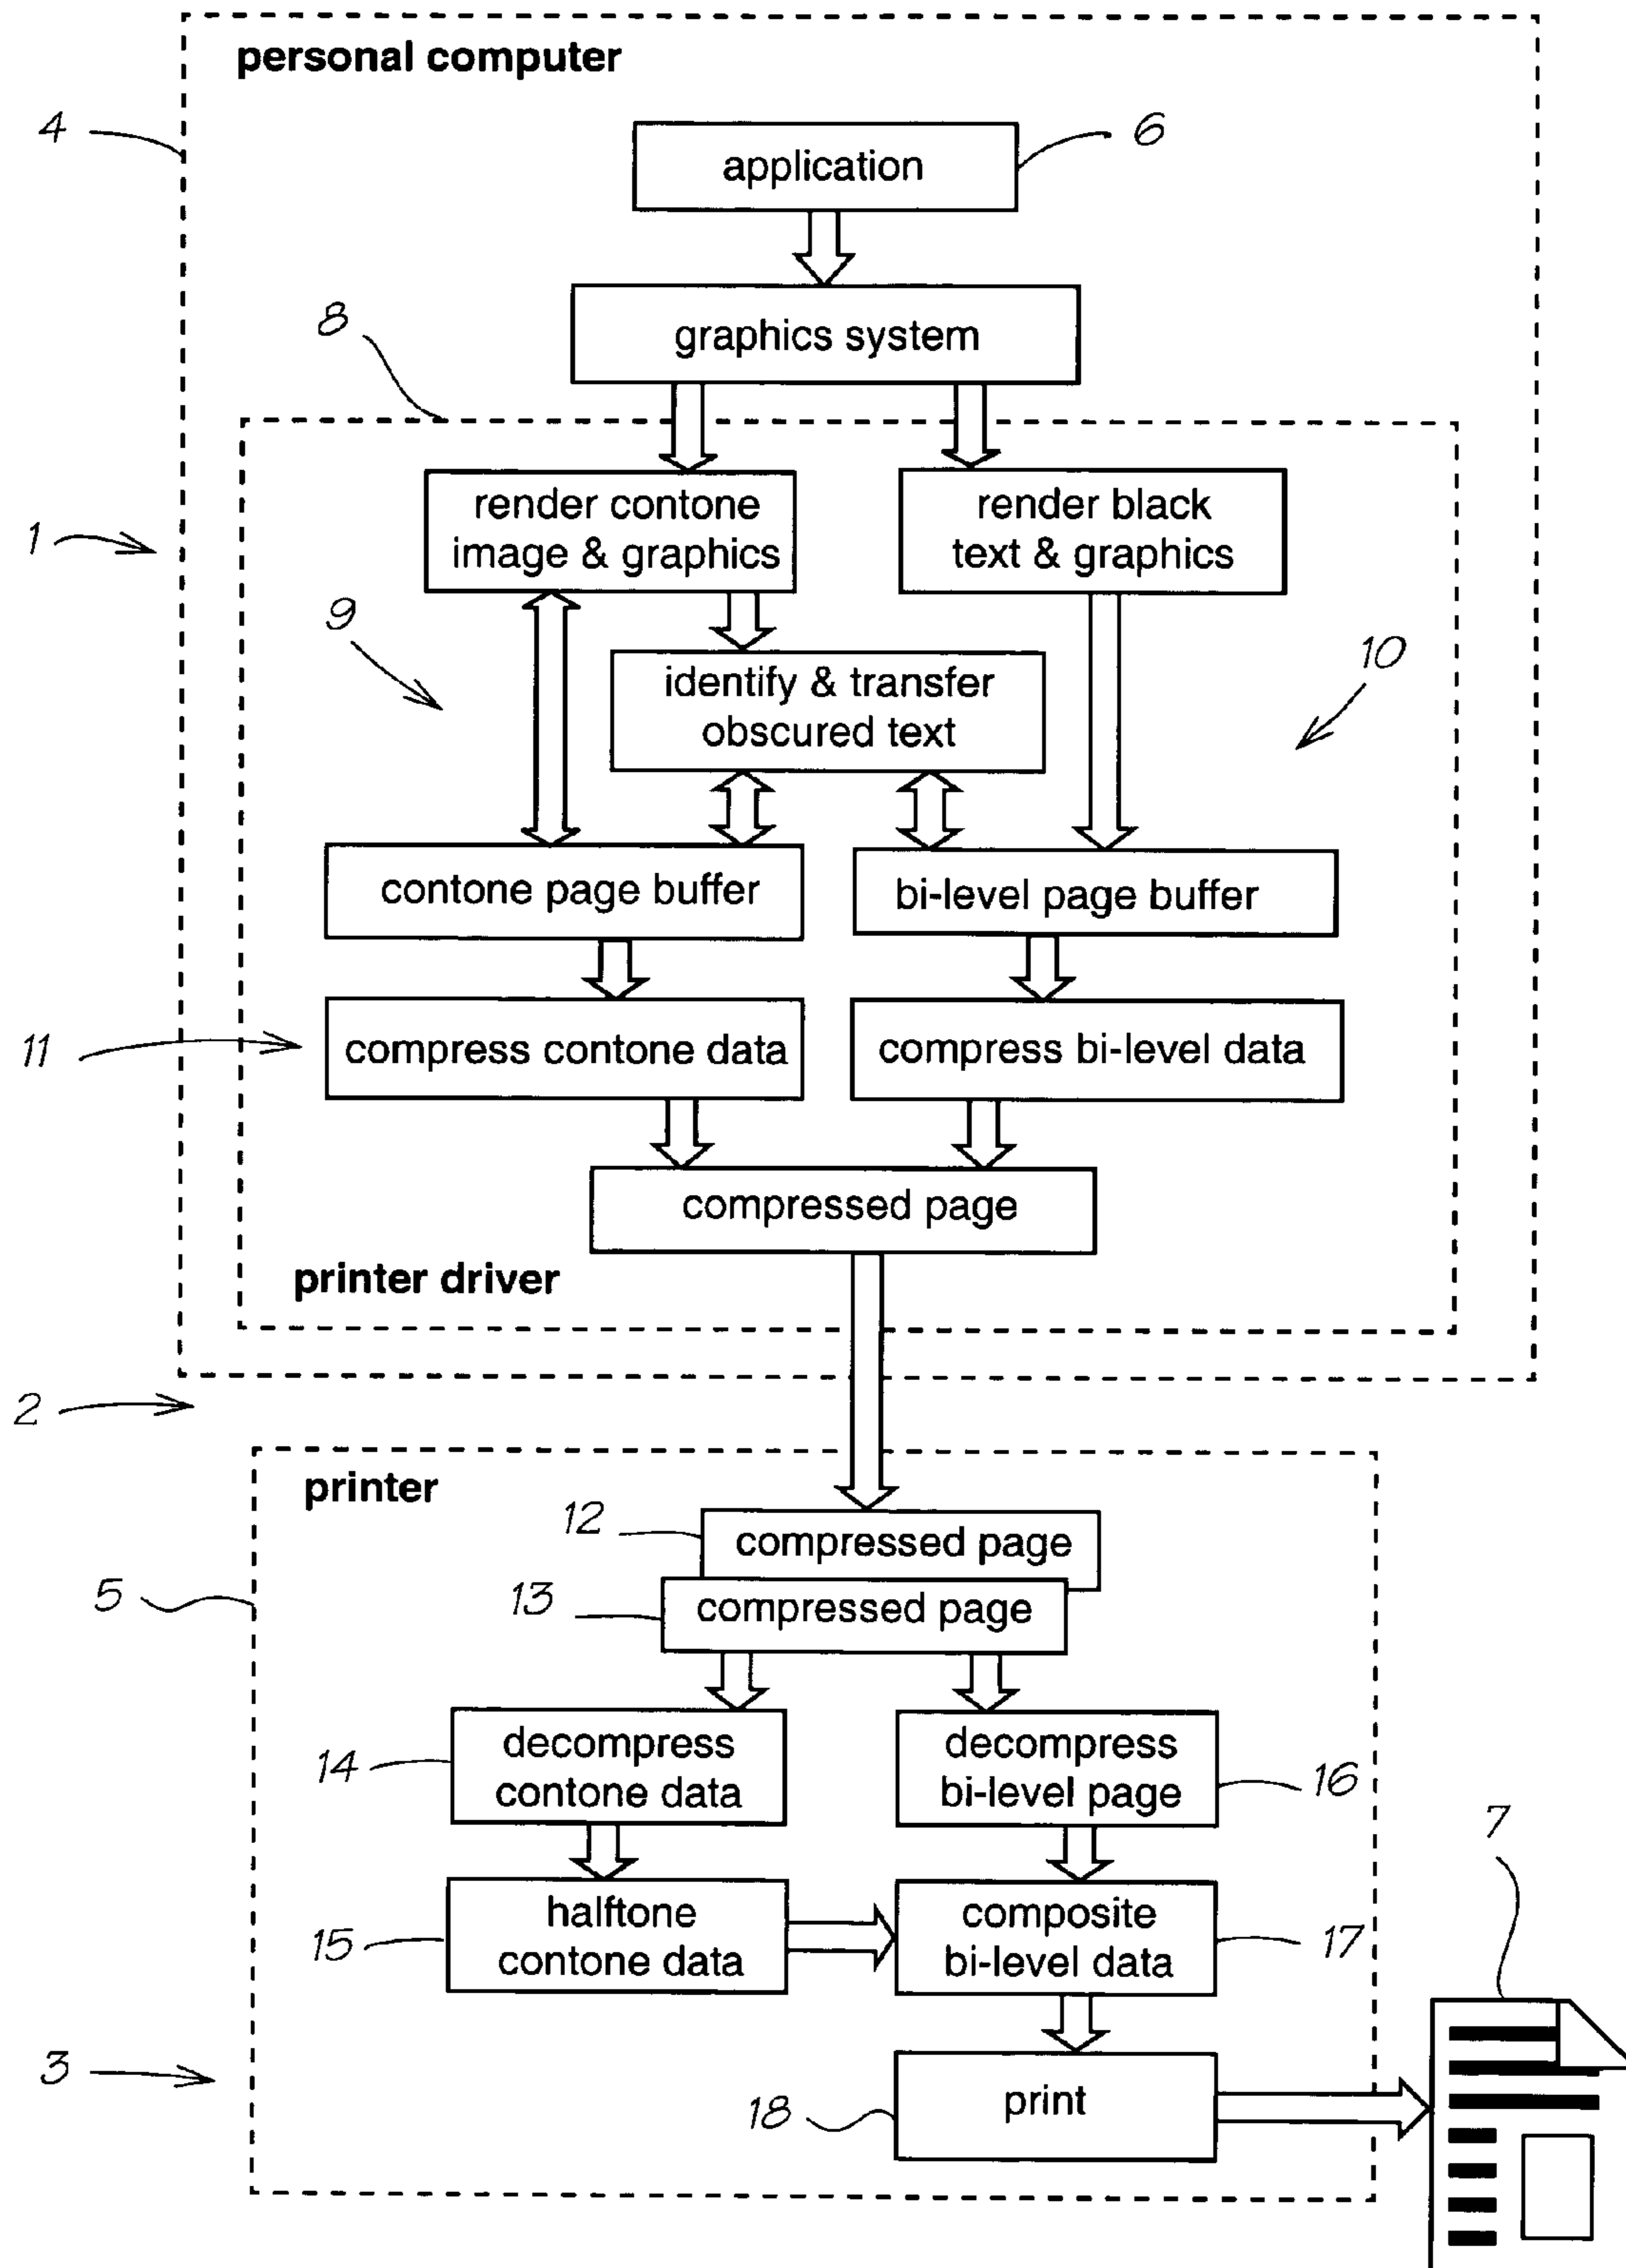 personal computer
4
application
6
graphics system
8
render contone
image & graphics
render black
text & graphics
1
9
identify & transfer
obscured text
10
contone page buffer
bi-level page buffer
11
compress contone data
compress bi-level data
compressed page
printer driver
2
printer
12
compressed page
5
13
compressed page
14
decompress
contone data
decompress
bi-level page
16
7
15
halftone
contone data
composite
bi-level data
17
3
18
print